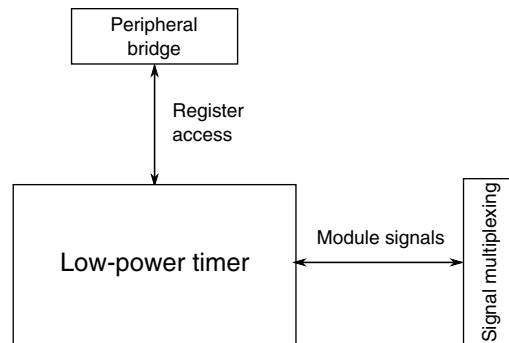 Peripheral
bridge
Register
access
Low-power timer
Module signals
Signal multiplexing